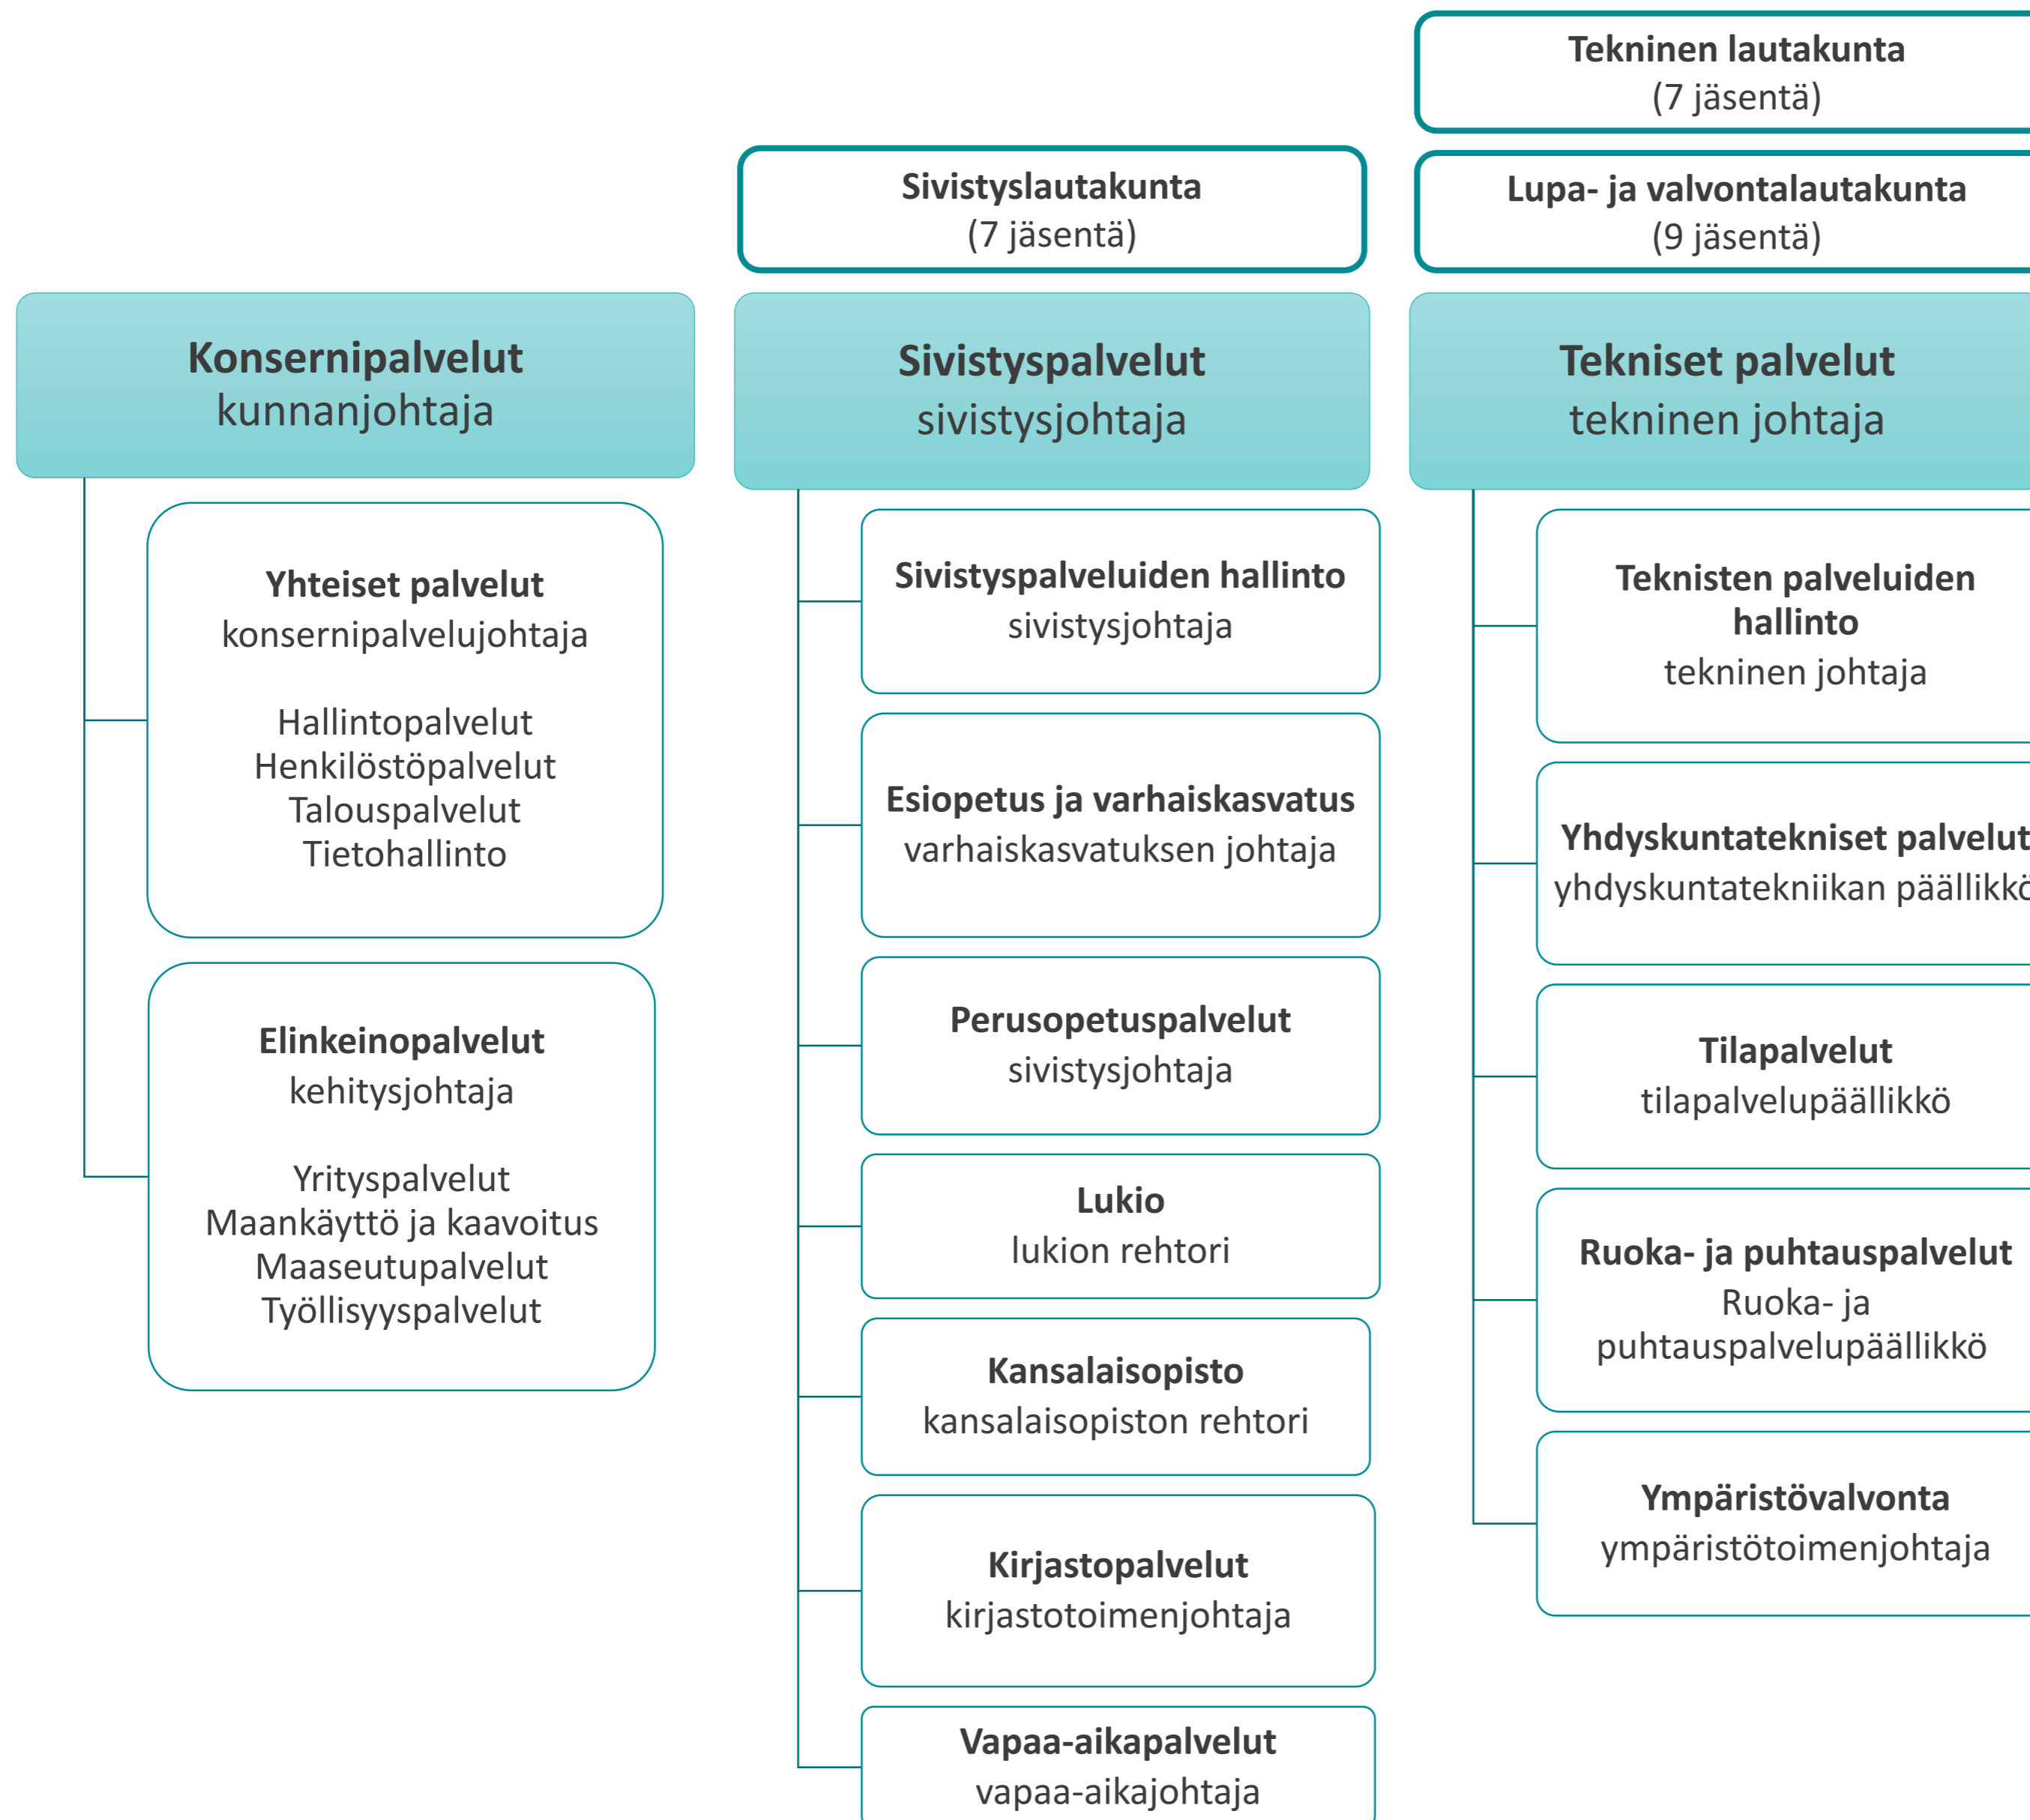 Tekninen lautakunta
(7 jäsentä)
Sivistyslautakunta
(7 jäsentä)
Lupa- ja valvontalautakunta
(9 jäsentä)
Konsernipalvelut
kunnanjohtaja
Yhteiset palvelut
konsernipalvelujohtaja
Hallintopalvelut
Henkilöstöpalvelut
Talouspalvelut
Tietohallinto
Elinkeinopalvelut
kehitysjohtaja
Yrityspalvelut
Maankäyttö ja kaavoitus
Maaseutupalvelut
Työllisyyspalvelut
Sivistyspalvelut
sivistysjohtaja
Sivistyspalveluiden hallinto
sivistysjohtaja
Esiopetus ja varhaiskasvatus
varhaiskasvatuksen johtaja
Perusopetuspalvelut
sivistysjohtaja
Lukio
lukion rehtori
Kansalaisopisto
kansalaisopiston rehtori
Kirjastopalvelut
kirjastotoimenjohtaja
Vapaa-aikapalvelut
vapaa-aikajohtaja
Tekniset palvelut
tekninen johtaja
Teknisten palveluiden
hallinto
tekninen johtaja
Yhdyskuntatekniset palvelut
yhdyskuntatekniikan päällikkö
Tilapalvelut
tilapalvelupäällikkö
Ruoka- ja puhtauspalvelut
Ruoka- ja
puhtauspalvelupäällikkö
Ympäristövalvonta
ympäristötoimenjohtaja